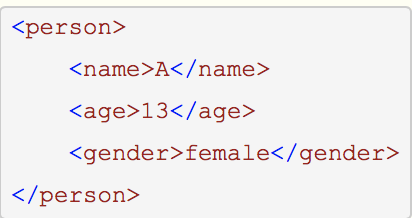 <person>
    <name>A</name>
    <age>13</age>
    <gender>female</gender>
</person>